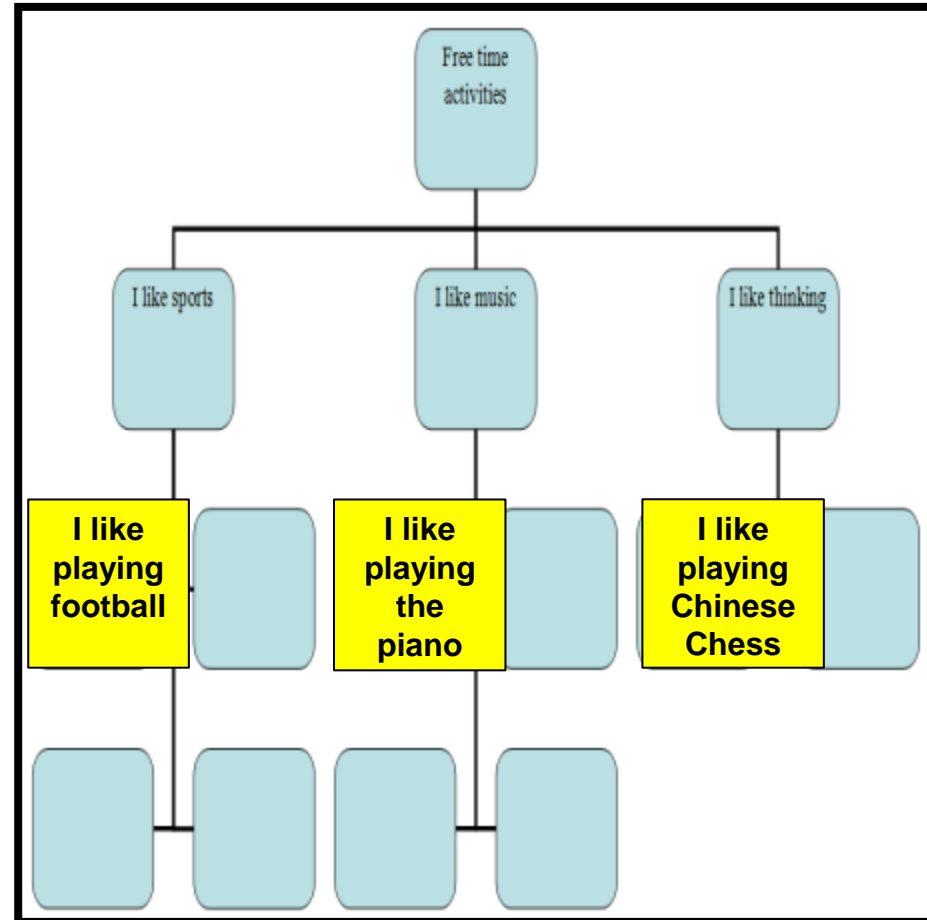 Free time
activities
I like sports
I like music
I like thinking
I like
playing
football
I like
playing
the
piano
I like
playing
Chinese
Chess